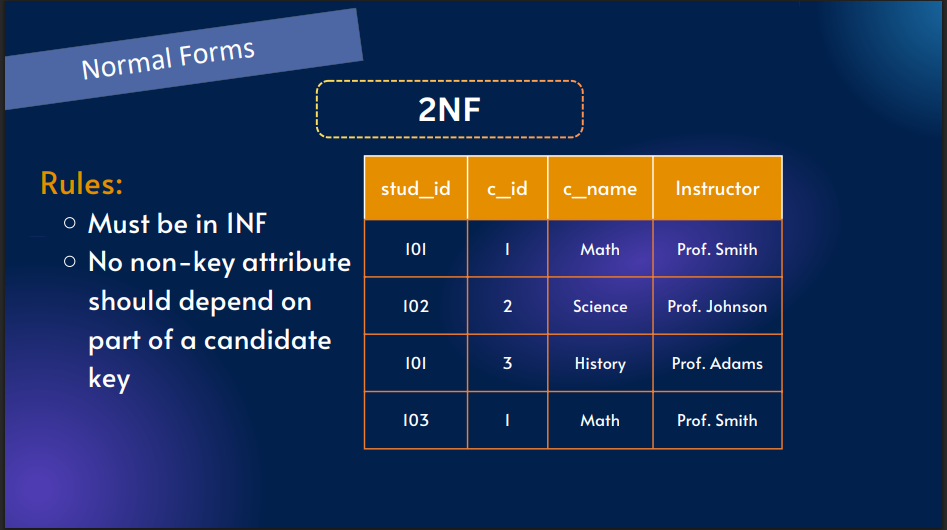 Normal Forms
2NF
Rules:
Must be in 1NF
No non-key attribute
should depend on
part of a candidate
key
stud_id c_id c_name Instructor
101 1 Math Prof. Smith
102 2 Science Prof. Johnson
101 3 History Prof. Adams
103 1 Math Prof. Smith